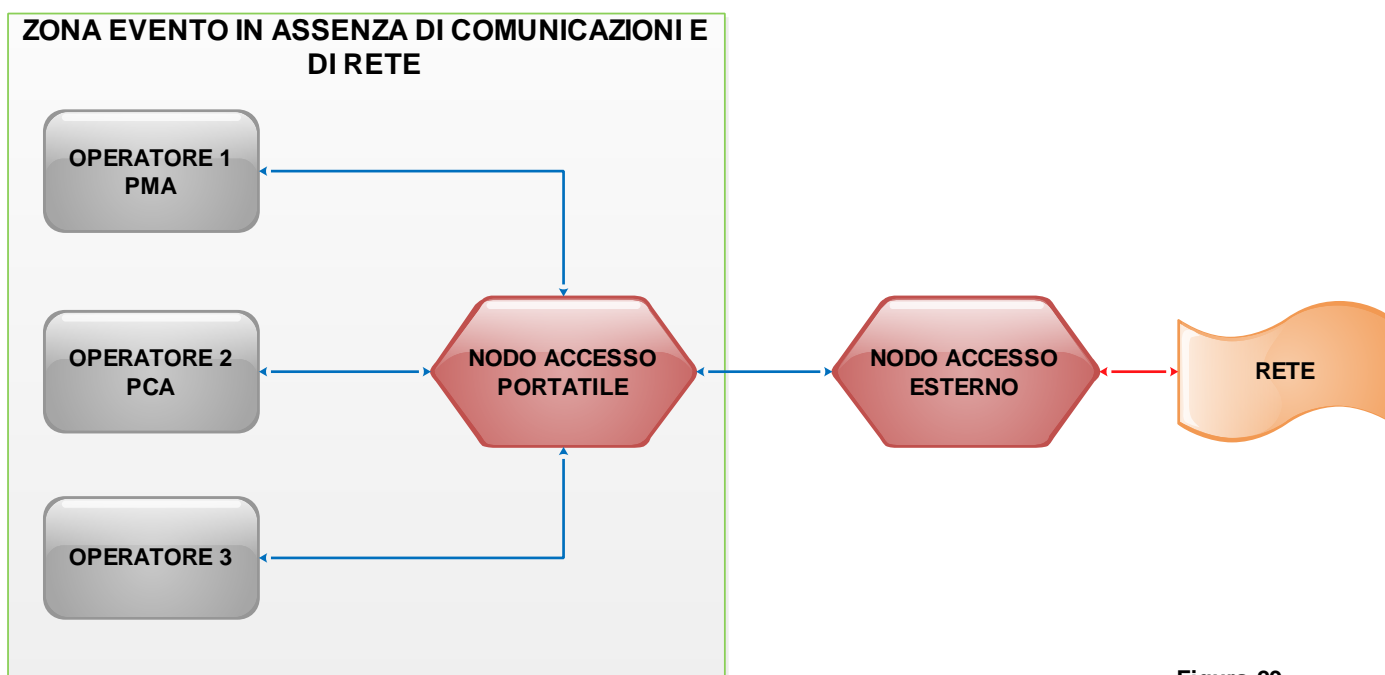 ZONA EVENTO IN ASSENZA DI COMUNICAZIONI E
DI RETE
OPERATORE 1
PMA
OPERATORE 2
PCA
NODO ACCESSO
PORTATILE
NODO ACCESSO
ESTERNO
RETE
OPERATORE 3